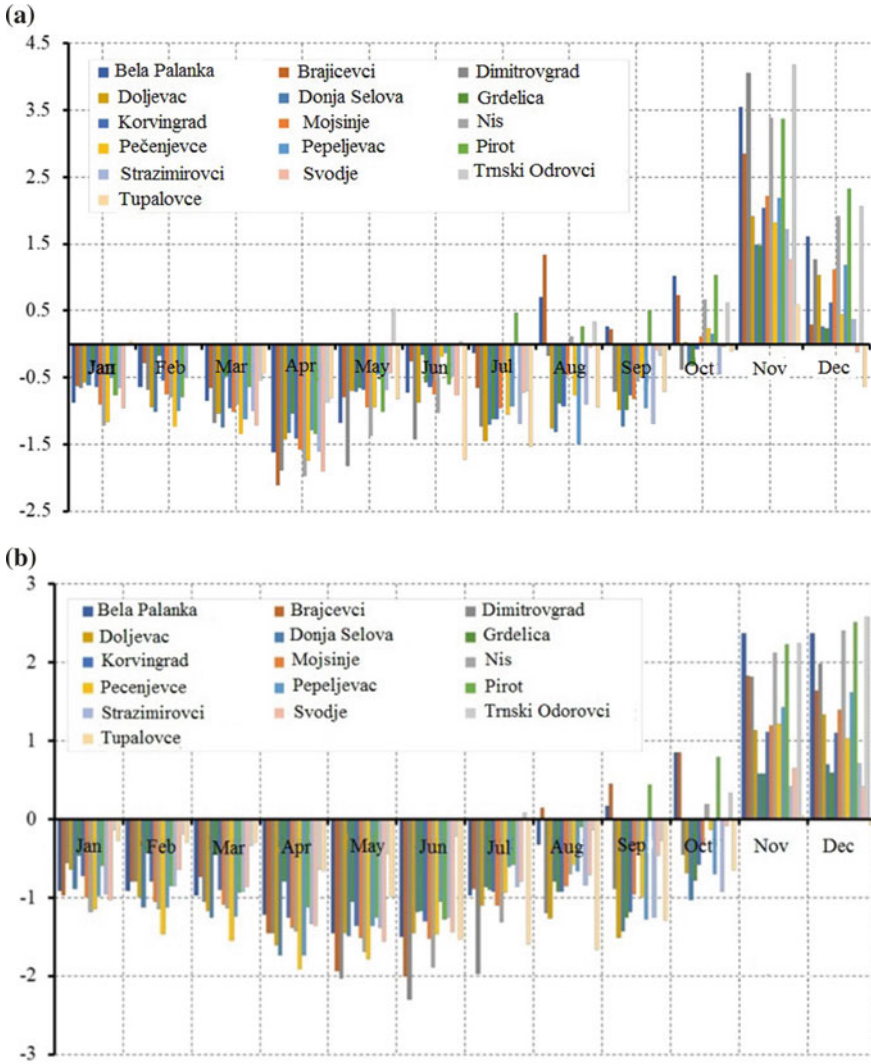 (a)
4.5
3.5
2.5
1.5
0.5
-0.5
-1.5
-2.5
Bela Palanka Brajicevci Dimitrovgrad
Doljevac Donja Selova Grdelica
Korvingrad Mojsinje Nis
Pečenjevce Pepeljevac Pirot
Strazimirovci Svodje Trnski Odrovci
Tupalovce
Jan Feb Mar Apr May Jun Jul Aug Sep Oct Nov Dec
(b)
3
2
1
0
-1
-2
-3
Bela Palanka Brajcevci Dimitrovgrad
Doljevac Donja Selova Grdelica
Korvingrad Mojsinje Nis
Pecenjevce Pepeljevac Pirot
Strazimirovci Svodje Trnski Odorovci
Tupalovce
Jan Feb Mar Apr May Jun Jul Aug Sep Oct Nov Dec